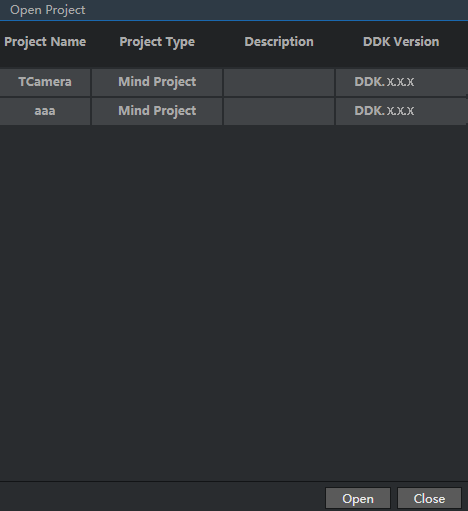 Open Project
Project Name Project Type Description DDK Version
TCamera Mind Project DDK.X.X.X
aaa Mind Project DDK.X.X.X
Open Close